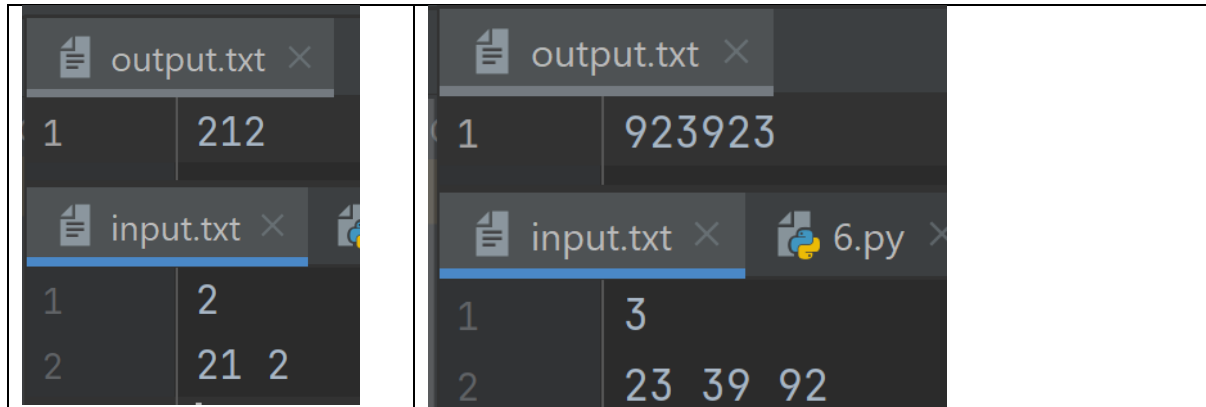 output.txt ×
1 212
input.txt ×
1 2
2 21 2
output.txt ×
1 923923
input.txt × 6.py ×
1 3
2 23 39 92